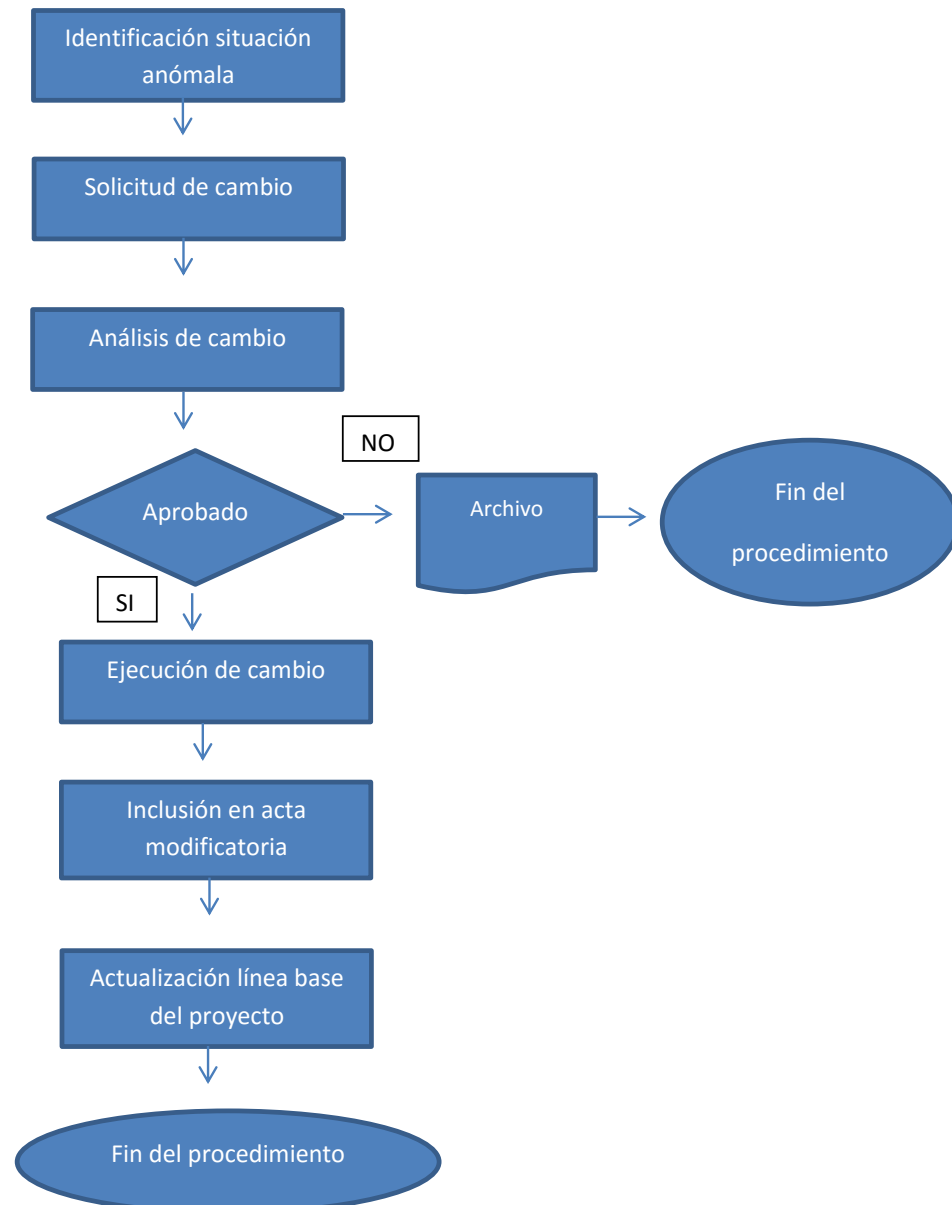 Identificación situación
anómala
Solicitud de cambio
Análisis de cambio
NO
Aprobado
Archivo
Fin del
procedimiento
SI
Ejecución de cambio
Inclusión en acta
modificatoria
Actualización línea base
del proyecto
Fin del procedimiento